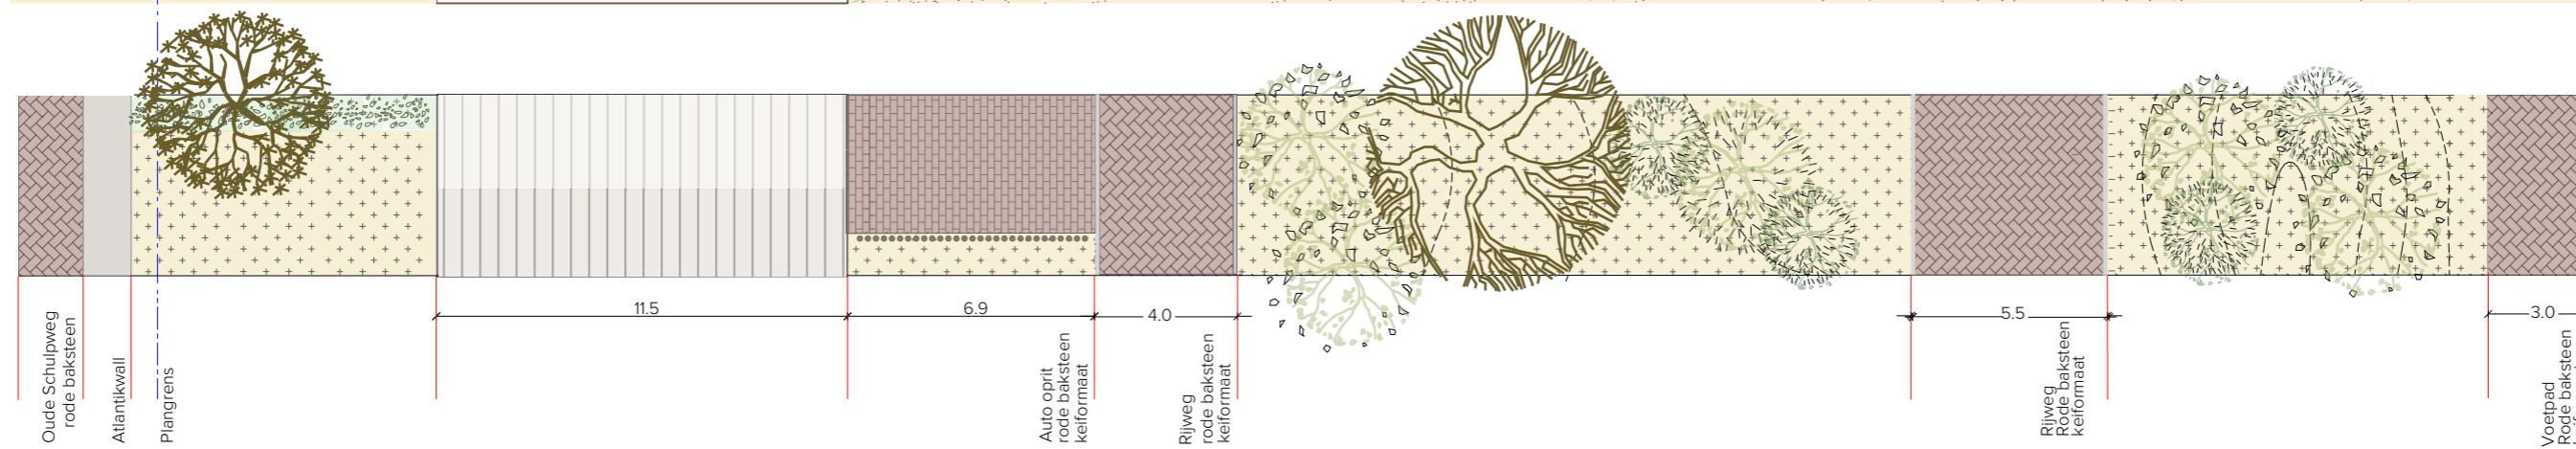 11.5
6.9
4.0
5.5
3.0
Oude Schulpweg
rode baksteen
Atlantikwall
Plangrens
Auto oprit
rode baksteen
keiformaat
Rijweg
rode baksteen
keiformaat
Rijweg
Rode baksteen
keiformaat
Voetpad
Rode baksteen